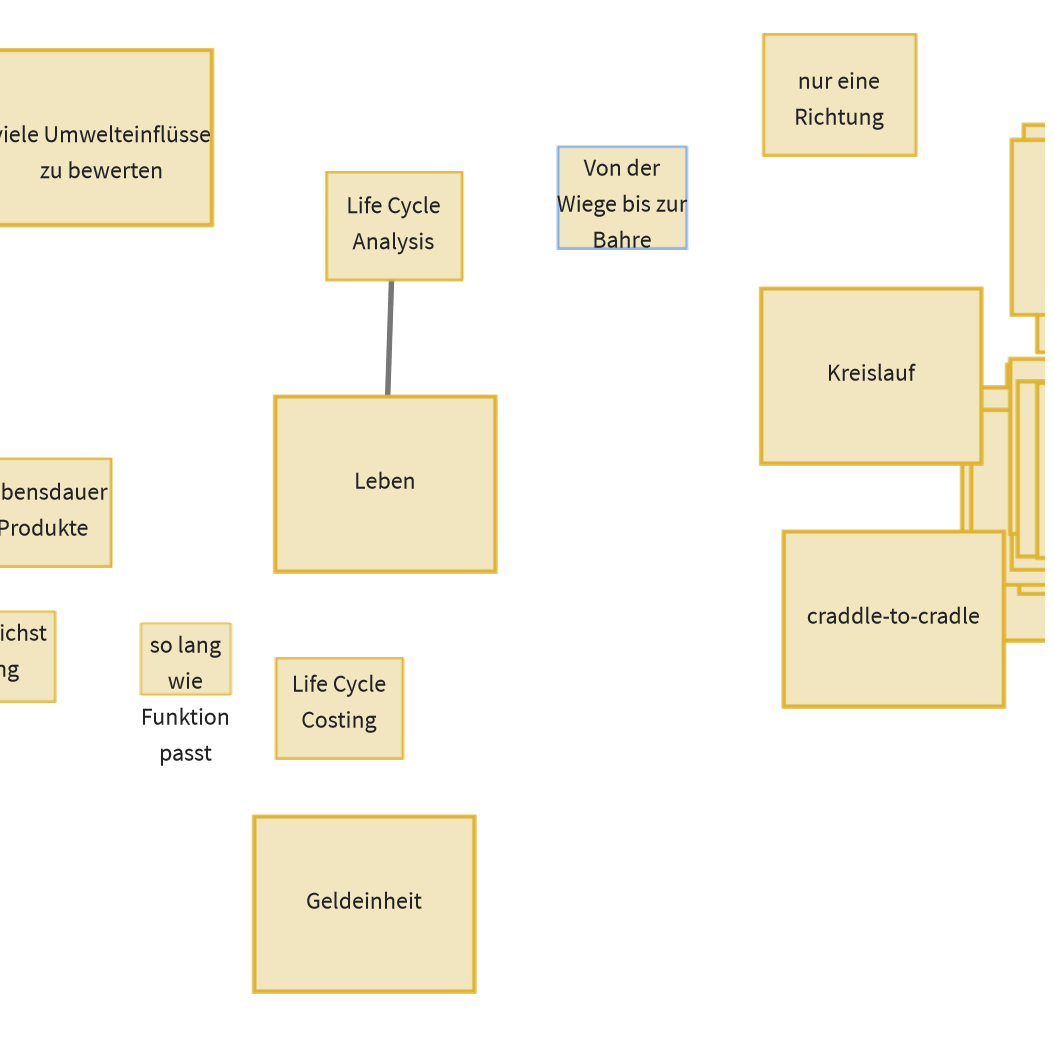 nur eine
Richtung
viele Umwelteinflüsse
zu bewerten
Von der
Wiege bis zur
Bahre
Life Cycle
Analysis
Kreislauf
Leben
bensdauer
Produkte
craddle-to-cradle
ichst
ng
so lang
wie
Funktion
passt
Life Cycle
Costing
Geldeinheit